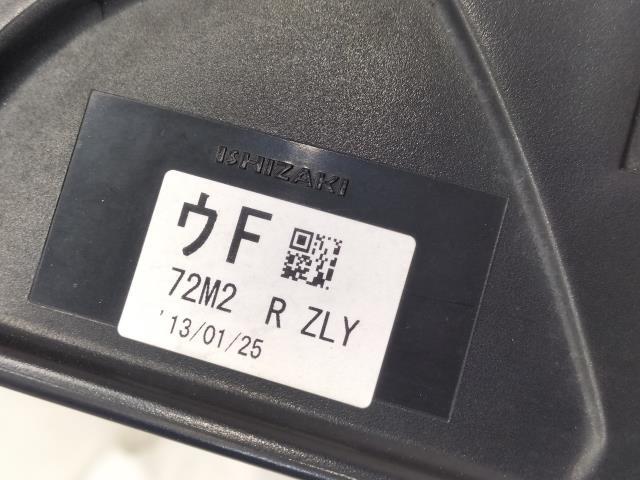 ISHIZAKI
ウF
72M2 R ZLY
'13/01/25